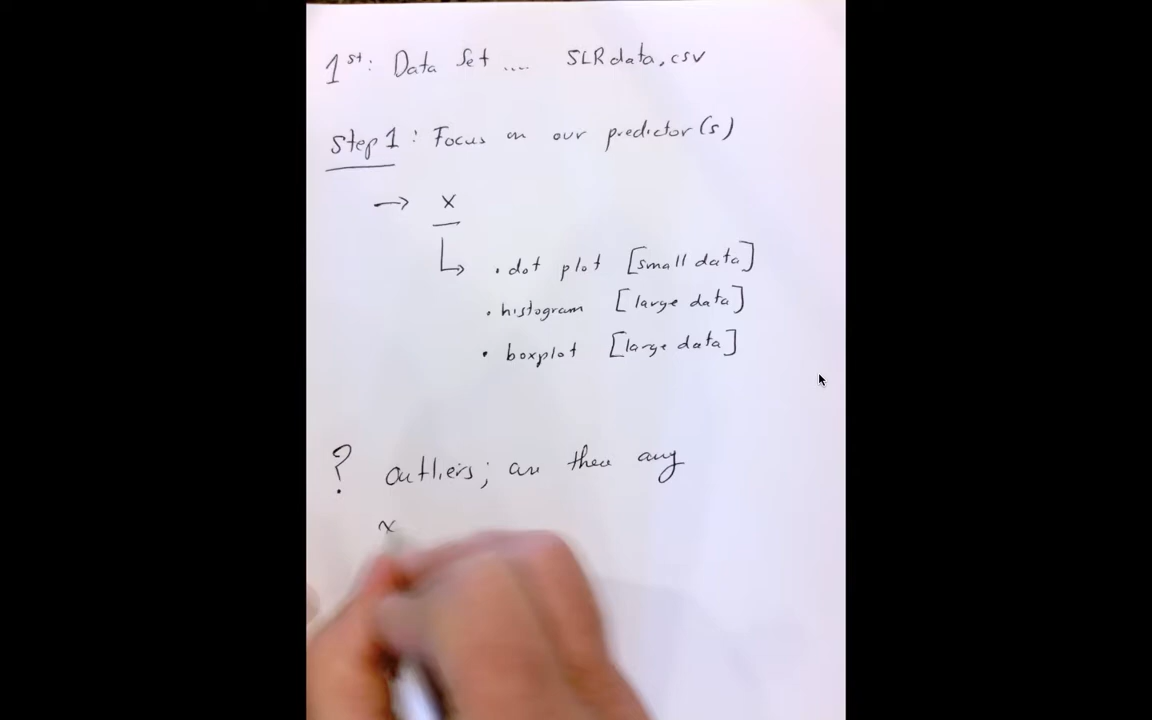 1st: Data Set .... SLRdata.csv
Step 1: Focus on our predictor(s)
→ x
• dot plot [small data]
• histogram [large data]
• boxplot [large data]
? outliers; are there any
x